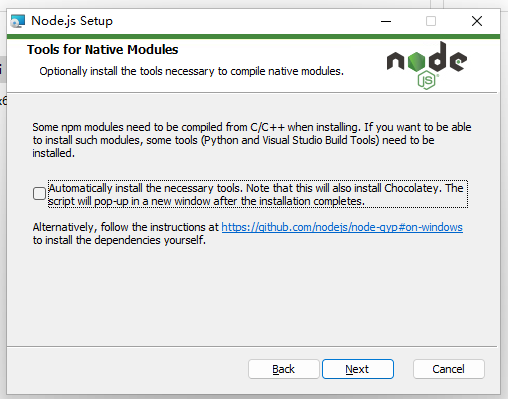 Node.js Setup
Tools for Native Modules
Optionally install the tools necessary to compile native modules.
node
JS
Some npm modules need to be compiled from C/C++ when installing. If you want to be able
to install such modules, some tools (Python and Visual Studio Build Tools) need to be
installed.
Automatically install the necessary tools. Note that this will also install Chocolatey. The
script will pop-up in a new window after the installation completes.
Alternatively, follow the instructions at https://github.com/nodejs/node-gyp#on-windows
to install the dependencies yourself.
Back
Next
Cancel